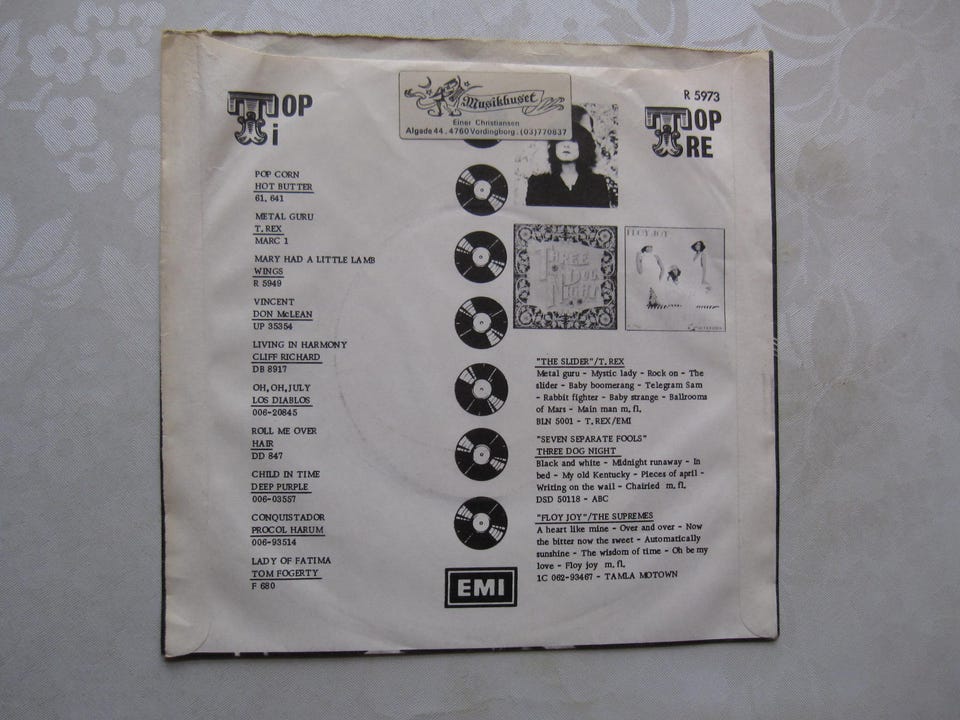 TOP
i
Musikhuset
Einer Christiansen
Algade 44 . 4760 Vordingborg . (03) 770837
R 5973
TOP
RE
POP CORN
HOT BUTTER
61.641
METAL GURU
T. REX
MARC 1
MARY HAD A LITTLE LAMB
WINGS
R 5949
VINCENT
DON McLEAN
UP 35354
LIVING IN HARMONY
CLIFF RICHARD
DB 8917
OH, OH, JULY
LOS DIABLOS
006-20845
ROLL ME OVER
HAIR
DD 847
CHILD IN TIME
DEEP PURPLE
006-03557
CONQUISTADOR
PROCOL HARUM
006-93514
LADY OF FATIMA
TOM FOGERTY
F 680
EMI
THREE
DOG
NIGHT
FLOY JOY
"THE SLIDER"/T. REX
Metal guru - Mystic lady - Rock on - The
slider - Baby boomerang - Telegram Sam
- Rabbit fighter - Baby strange - Ballrooms
of Mars - Main man m. fl.
BLN 5001 - T. REX/EMI
"SEVEN SEPARATE FOOLS"
THREE DOG NIGHT
Black and white - Midnight runaway - In
bed - My old Kentucky - Pieces of april -
Writing on the wall - Chairied m. fl.
DSD 50118 - ABC
"FLOY JOY"/THE SUPREMES
A heart like mine - Over and over - Now
the bitter now the sweet - Automatically
sunshine - The wisdom of time - Oh be my
love - Floy joy m. fl.
1C 062-93467 - TAMLA MOTOWN